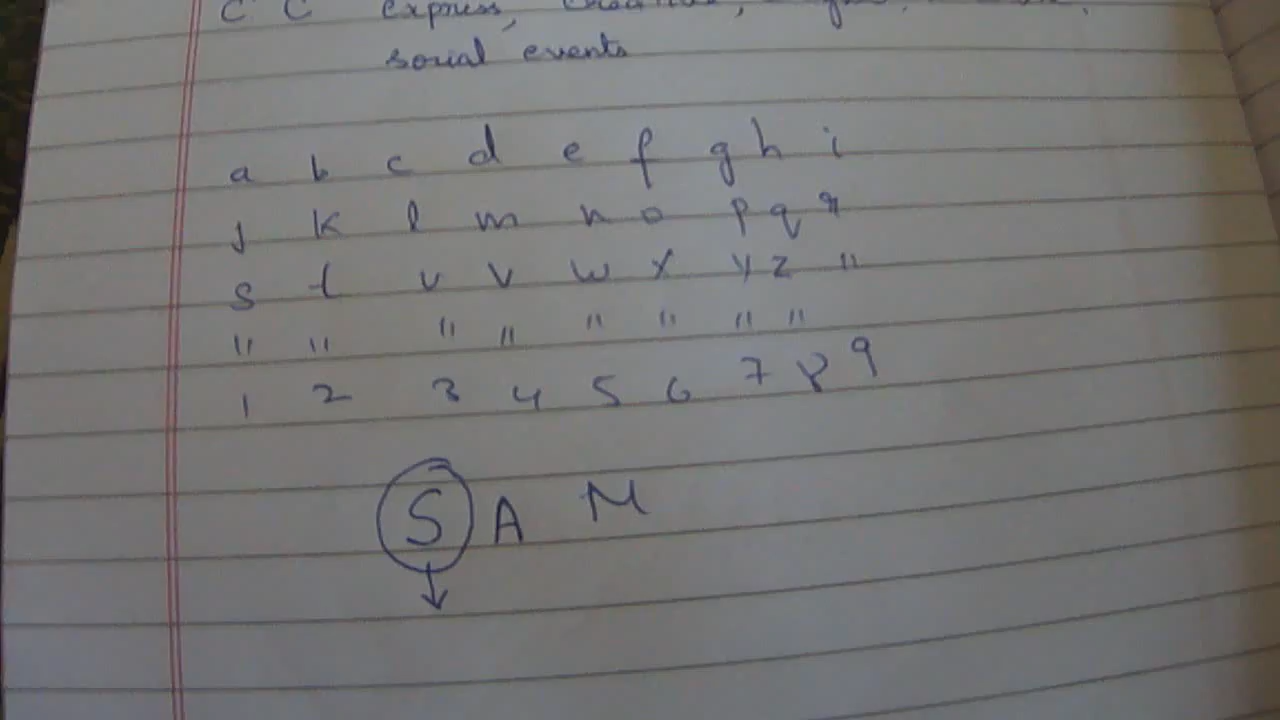 C C express,
social events
a b c d e f g h i
j k l m n o p q r
s t u v w x y z "
" " " " " " " "
1 2 3 4 5 6 7 8 9
S A M